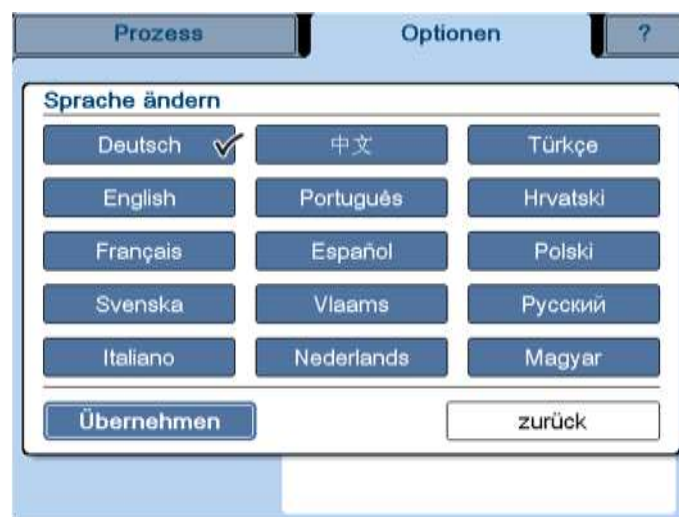 Prozess Optionen ?
Sprache ändern
Deutsch 中文 Türkçe
English Português Hrvatski
Français Español Polski
Svenska Vlaams Русский
Italiano Nederlands Magyar
Übernehmen zurück